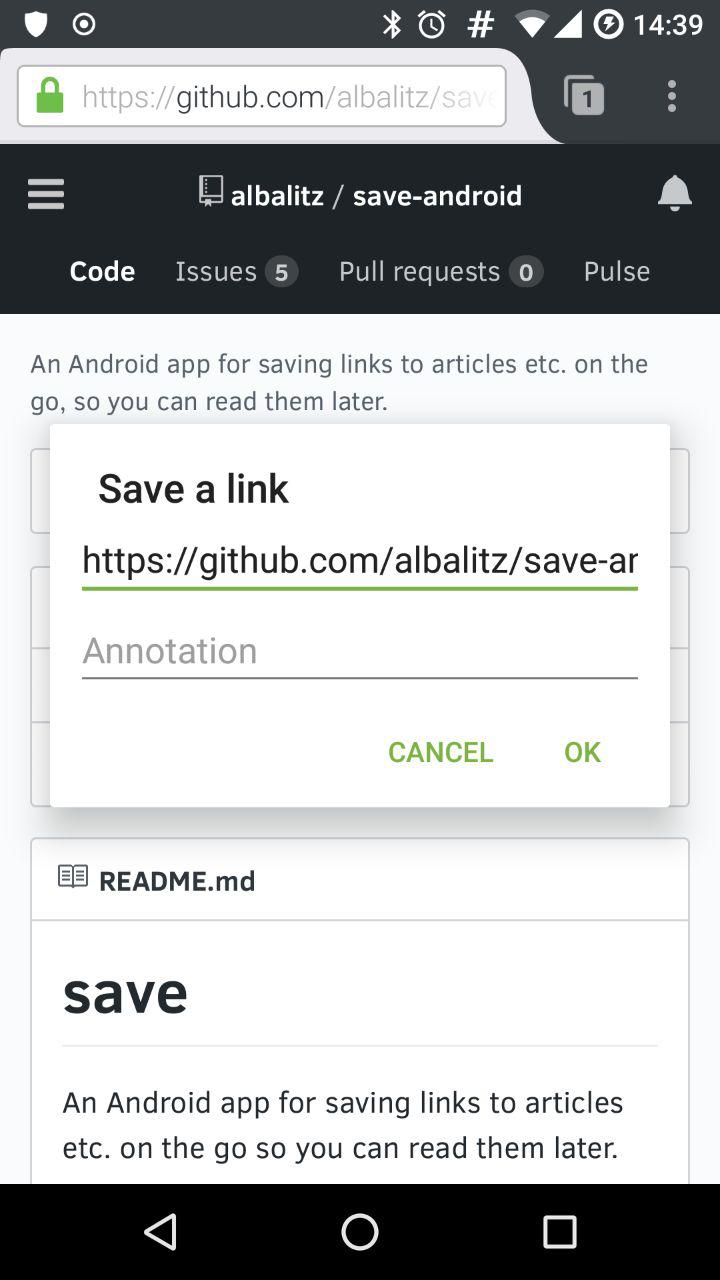 14:39
https://github.com/albalitz/save
1
albalitz / save-android
Code Issues 5 Pull requests 0 Pulse
An Android app for saving links to articles etc. on the
go, so you can read them later.
Save a link
https://github.com/albalitz/save-ar
Annotation
CANCEL OK
README.md
save
An Android app for saving links to articles
etc. on the go so you can read them later.